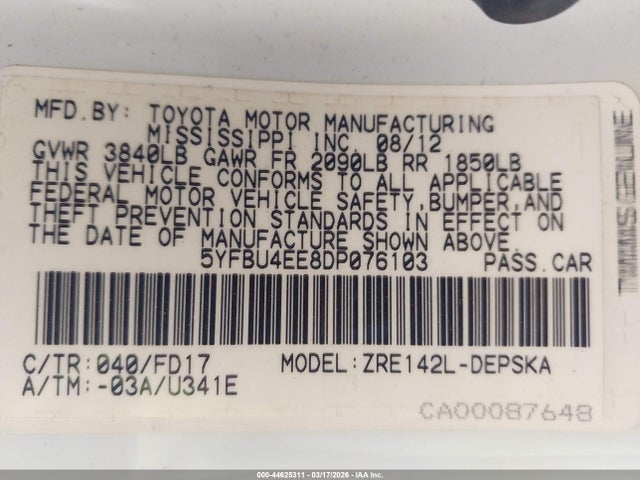 MFD.BY: TOYOTA MOTOR MANUFACTURING
MISSISSIPPI INC. 08/12
GVWR 3840LB GAWR FR 2090LB RR 1850LB
THIS VEHICLE CONFORMS TO ALL APPLICABLE
FEDERAL MOTOR VEHICLE SAFETY,BUMPER,AND
THEFT PREVENTION STANDARDS IN EFFECT ON
THE DATE OF MANUFACTURE SHOWN ABOVE.
5YFBU4EE8DP076103 PASS.CAR
C/TR:040/FD17 MODEL:ZRE142L-DEPSKA
A/TM:-03A/U341E
CA00087648
GENUINE
000-44625311 - 03/17/2026 - IAA Inc.